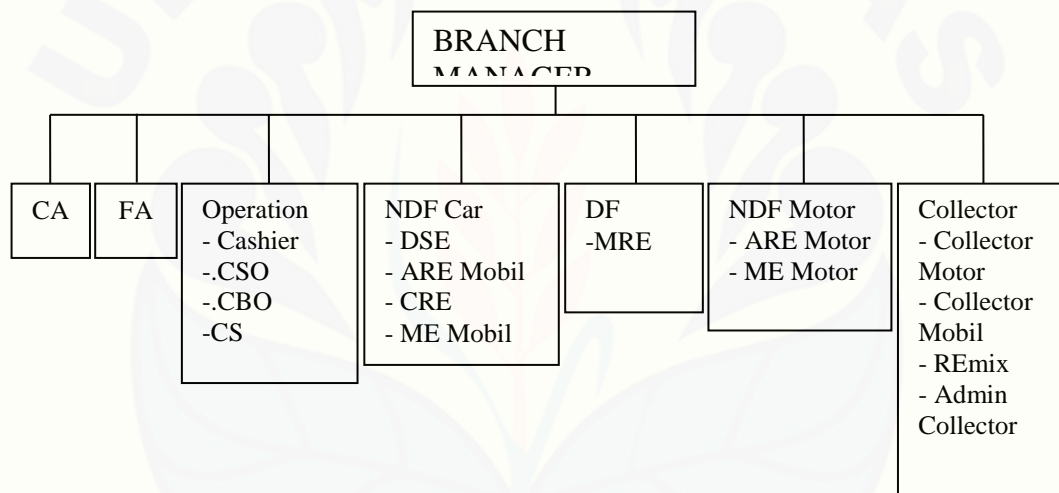 BRANCH
MANAGER
CA
FA
Operation
- Cashier
-.CSO
-.CBO
-CS
NDF Car
- DSE
- ARE Mobil
- CRE
- ME Mobil
DF
-MRE
NDF Motor
- ARE Motor
- ME Motor
Collector
- Collector
Motor
- Collector
Mobil
- REmix
- Admin
Collector